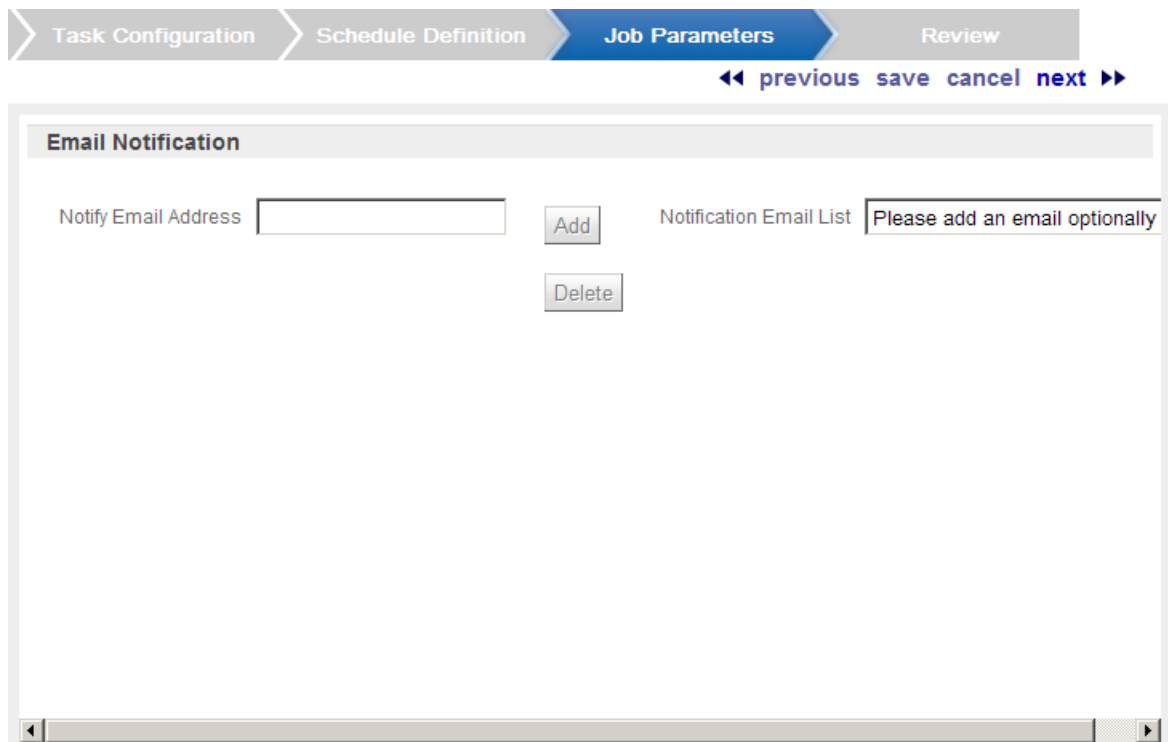 Task Configuration Schedule Definition Job Parameters Review
previous save cancel next
Email Notification
Notify Email Address Add Notification Email List Please add an email optionally
Delete